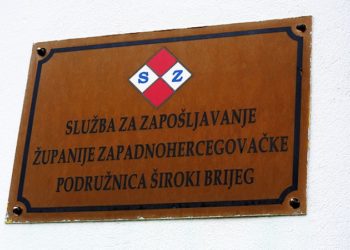 S Z
SLUŽBA ZA ZAPOŠLJAVANJE
ŽUPANIJE ZAPADNOHERCEGOVAČKE
PODRUŽNICA ŠIROKI BRIJEG